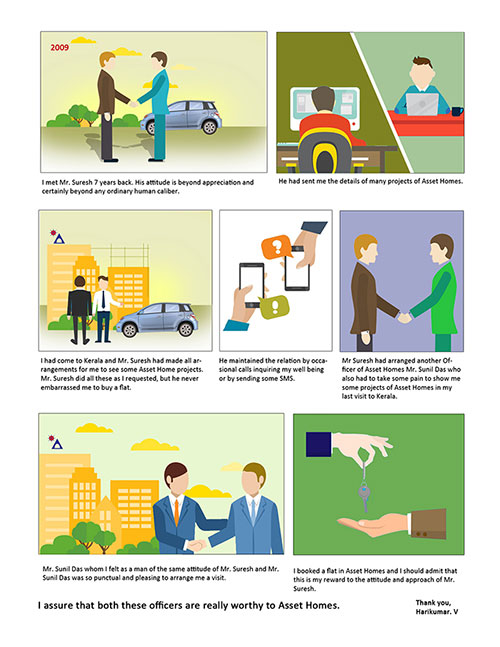 2009
I met Mr. Suresh 7 years back. His attitude is beyond appreciation and
certainly beyond any ordinary human caliber.
He had sent me the details of many projects of Asset Homes.
I had come to Kerala and Mr. Suresh had made all ar-
rangements for me to see some Asset Home projects.
Mr. Suresh did all these as I requested, but he never
embarrassed me to buy a flat.
?
?
He maintained the relation by occa-
sional calls inquiring my well being
or by sending some SMS.
Mr Suresh had arranged another Of-
ficer of Asset Homes Mr. Sunil Das who
also had to take some pain to show me
some projects of Asset Homes in my
last visit to Kerala.
Mr. Sunil Das whom I felt as a man of the same attitude of Mr. Suresh and Mr.
Sunil Das was so punctual and pleasing to arrange me a visit.
I booked a flat in Asset Homes and I should admit that
this is my reward to the attitude and approach of Mr.
Suresh.
I assure that both these officers are really worthy to Asset Homes.
Thank you,
Harikumar. V